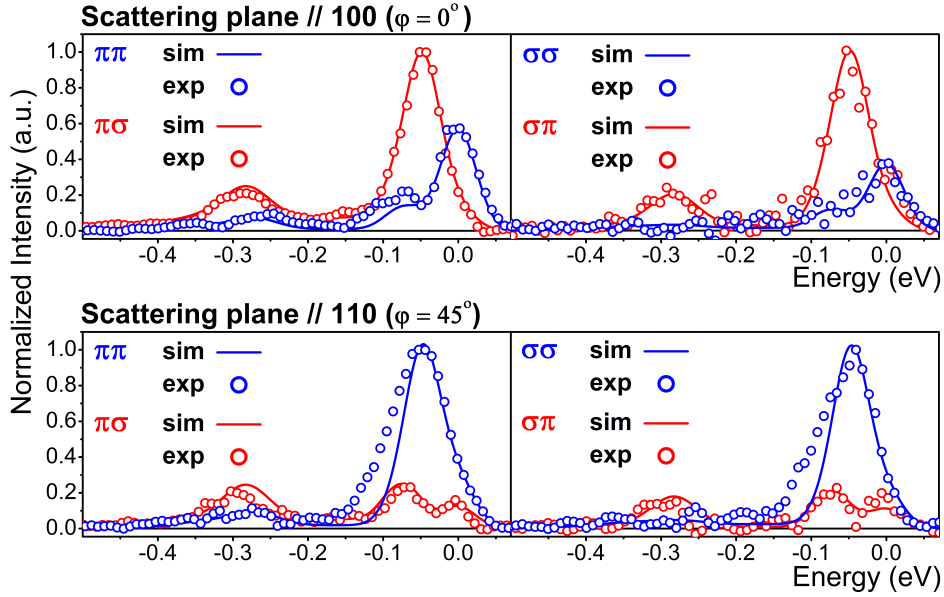 Scattering plane // 100 (φ = 0°)
Normalized Intensity (a.u.)
ππ sim
exp
πσ sim
exp
σσ sim
exp
σπ sim
exp
1.0
0.8
0.6
0.4
0.2
0.0
-0.4 -0.3 -0.2 -0.1 0.0 -0.4 -0.3 -0.2 -0.1 0.0
Energy (eV)
Scattering plane // 110 (φ = 45°)
ππ sim
exp
πσ sim
exp
σσ sim
exp
σπ sim
exp
1.0
0.8
0.6
0.4
0.2
0.0
-0.4 -0.3 -0.2 -0.1 0.0 -0.4 -0.3 -0.2 -0.1 0.0
Energy (eV)